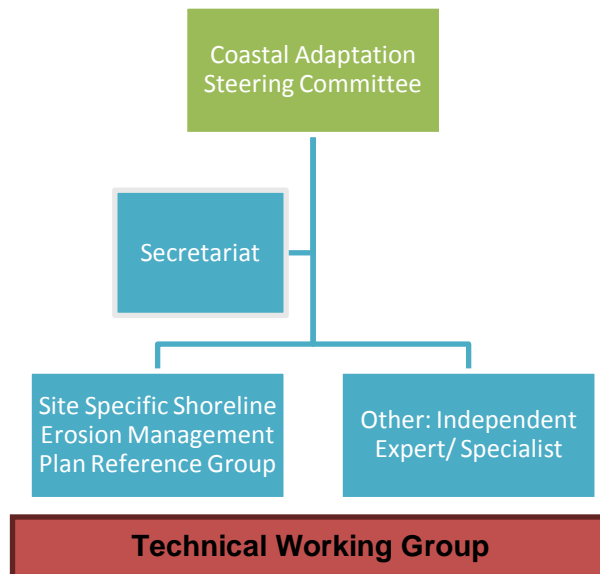 Coastal Adaptation
Steering Committee
Secretariat
Site Specific Shoreline
Erosion Management
Plan Reference Group
Other: Independent
Expert/ Specialist
Technical Working Group